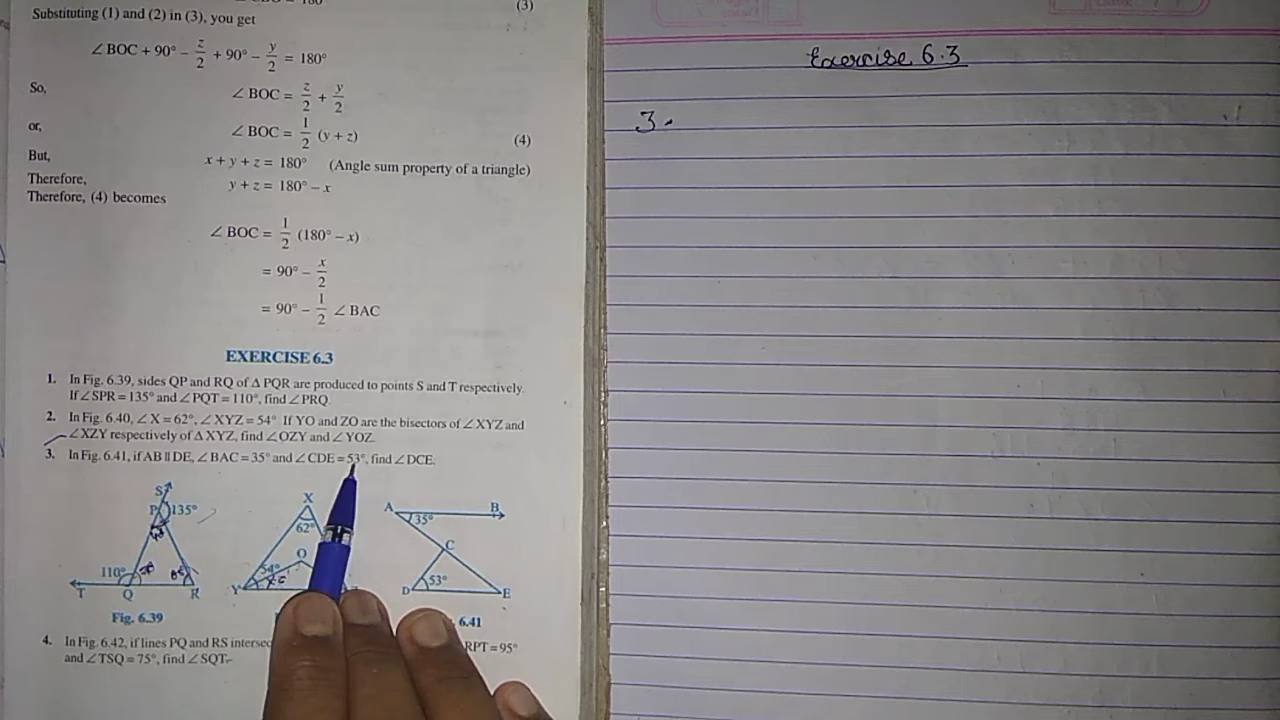 (3)
Substituting (1) and (2) in (3), you get
∠ BOC + 90° – z/2 + 90° – y/2 = 180°
So,
∠ BOC = z/2 + y/2
or,
∠ BOC = 1/2 (y + z) (4)
But,
x + y + z = 180° (Angle sum property of a triangle)
Therefore,
y + z = 180° – x
Therefore, (4) becomes
∠ BOC = 1/2 (180° – x)
= 90° – x/2
= 90° – 1/2 ∠ BAC
EXERCISE 6.3
1. In Fig. 6.39, sides QP and RQ of Δ PQR are produced to points S and T respectively.
If ∠ SPR = 135° and ∠ PQT = 110°, find ∠ PRQ.
2. In Fig. 6.40, ∠ X = 62°, ∠ XYZ = 54° If YO and ZO are the bisectors of ∠ XYZ and
∠ XZY respectively of Δ XYZ, find ∠ OZY and ∠ YOZ.
3. In Fig. 6.41, if AB || DE, ∠ BAC = 35° and ∠ CDE = 53°, find ∠ DCE.
S
P 135°
110°
T Q R
Fig. 6.39
X
62°
O
54°
Y
A B
35°
C
53°
D E
6.41
4. In Fig. 6.42, if lines PQ and RS RPT = 95°
and ∠ TSQ = 75°, find ∠ SQT.
Exercise 6.3
3.